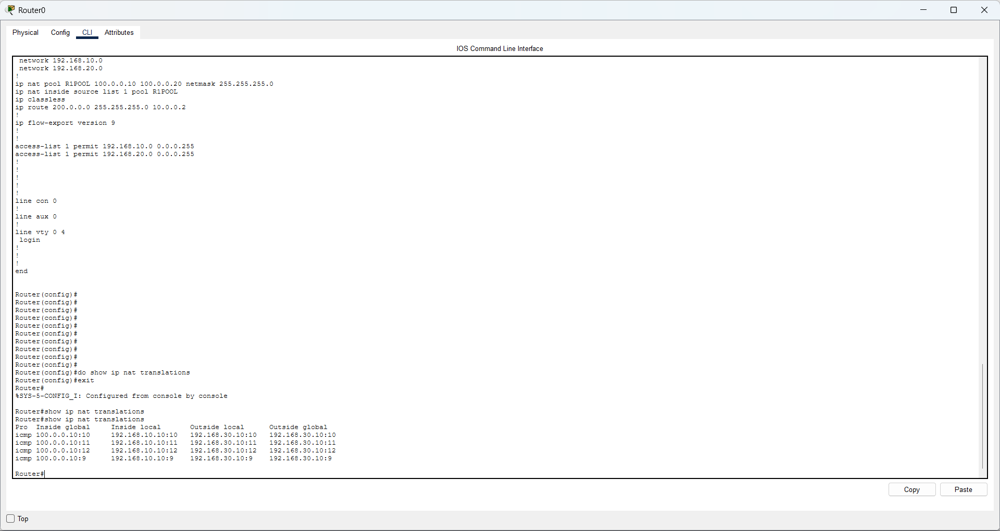 Router0
Physical Config CLI Attributes
IOS Command Line Interface
network 192.168.10.0
network 192.168.20.0
!
ip nat pool R1POOL 100.0.0.10 100.0.0.20 netmask 255.255.255.0
ip nat inside source list 1 pool R1POOL
ip classless
ip route 200.0.0.0 255.255.255.0 10.0.0.2
!
ip flow-export version 9
!
!
access-list 1 permit 192.168.10.0 0.0.0.255
access-list 1 permit 192.168.20.0 0.0.0.255
!
!
!
!
!
line con 0
!
line aux 0
!
line vty 0 4
login
!
!
!
end
Router(config)#
Router(config)#
Router(config)#
Router(config)#
Router(config)#
Router(config)#
Router(config)#
Router(config)#
Router(config)#
Router(config)#
Router(config)#do show ip nat translations
Router(config)#exit
Router#
%SYS-5-CONFIG_I: Configured from console by console
Router#show ip nat translations
Router#show ip nat translations
Pro Inside global Inside local Outside local Outside global
icmp 100.0.0.10:10 192.168.10.10:10 192.168.30.10:10 192.168.30.10:10
icmp 100.0.0.10:11 192.168.10.10:11 192.168.30.10:11 192.168.30.10:11
icmp 100.0.0.10:12 192.168.10.10:12 192.168.30.10:12 192.168.30.10:12
icmp 100.0.0.10:9 192.168.10.10:9 192.168.30.10:9 192.168.30.10:9
Router#
Copy Paste
Top